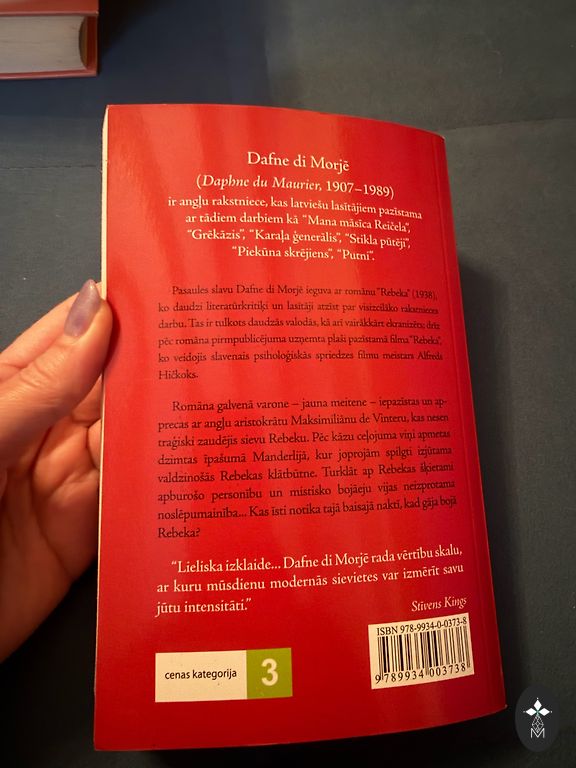 Dafne di Morjē
(Daphne du Maurier, 1907–1989)
ir angļu rakstniece, kas latviešu lasītājiem pazīstama
ar tādiem darbiem kā "Mana māsīca Reičela",
"Grēkāzis", "Karaļa ģenerālis", "Stikla pūtēji",
"Piekūna skrējiens", "Putni".
Pasaules slavu Dafne di Morjē ieguva ar romānu "Rebeka" (1938),
ko daudzi literatūrkritiķi un lasītāji atzīst par visizcilāko rakstnieces
darbu. Tas ir tulkots daudzās valodās, kā arī vairākkārt ekranizēts; drīz
pēc romāna pirmpublicējuma uzņemta plaši pazīstamā filma "Rebeka",
ko veidojis slavenais psiholoģiskās spriedzes filmu meistars Alfreds
Hičkoks.
Romāna galvenā varone – jauna meitene – iepazīstas un ap-
precas ar angļu aristokrātu Maksimiliānu de Vinteru, kas nesen
traģiski zaudējis sievu Rebeku. Pēc kāzu ceļojuma viņi apmetas
dzimtas īpašumā Manderlijā, kur joprojām spilgti izjūtama
valdzinošās Rebekas klātbūtne. Turklāt ap Rebekas šķietami
apburošo personību un mistisko bojāeju vijas neizprotama
noslēpumainība... Kas īsti notika tajā baisajā naktī, kad gāja bojā
Rebeka?
"Lieliska izklaide... Dafne di Morjē rada vērtību skalu,
ar kuru mūsdienu modernās sievietes var izmērīt savu
jūtu intensitāti."
Stīvens Kings
ISBN 978-9934-0-0373-8
9 789934 003738
cenas kategorija 3